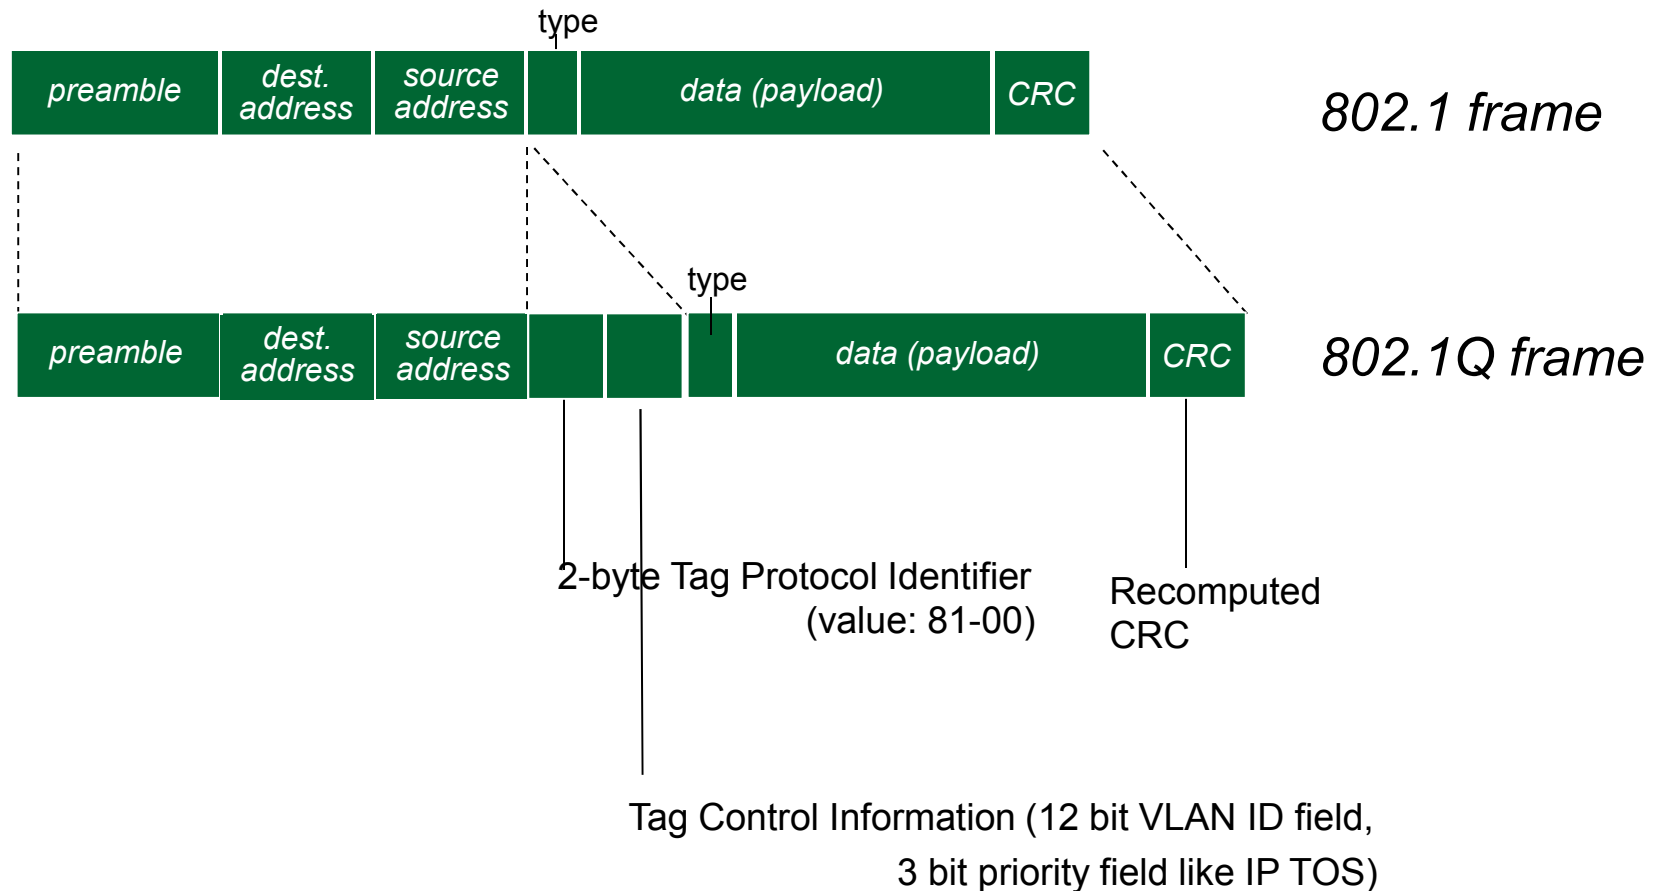 type
preamble
dest.
address
source
address
data (payload)
CRC
802.1 frame
type
preamble
dest.
address
source
address
data (payload)
CRC
802.1Q frame
2-byte Tag Protocol Identifier
(value: 81-00)
Recomputed
CRC
Tag Control Information (12 bit VLAN ID field,
3 bit priority field like IP TOS)